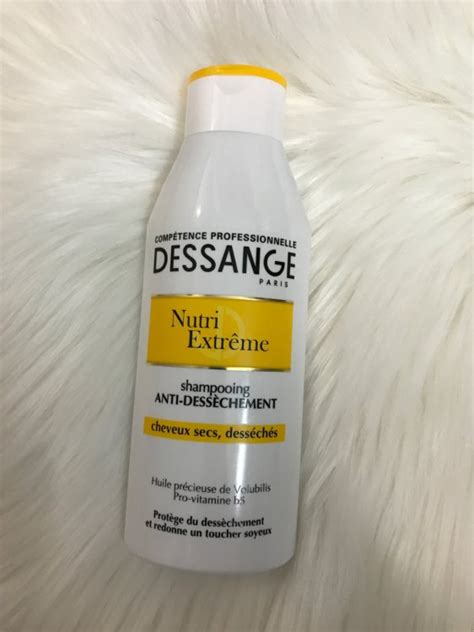 COMPÉTENCE PROFESSIONNELLE
DESSANGE
PARIS
Nutri
Extrême
shampooing
ANTI-DESSÈCHEMENT
cheveux secs, desséchés
Huile précieuse de Volubilis
Pro-vitamine b5
Protège du dessèchement
et redonne un toucher soyeux